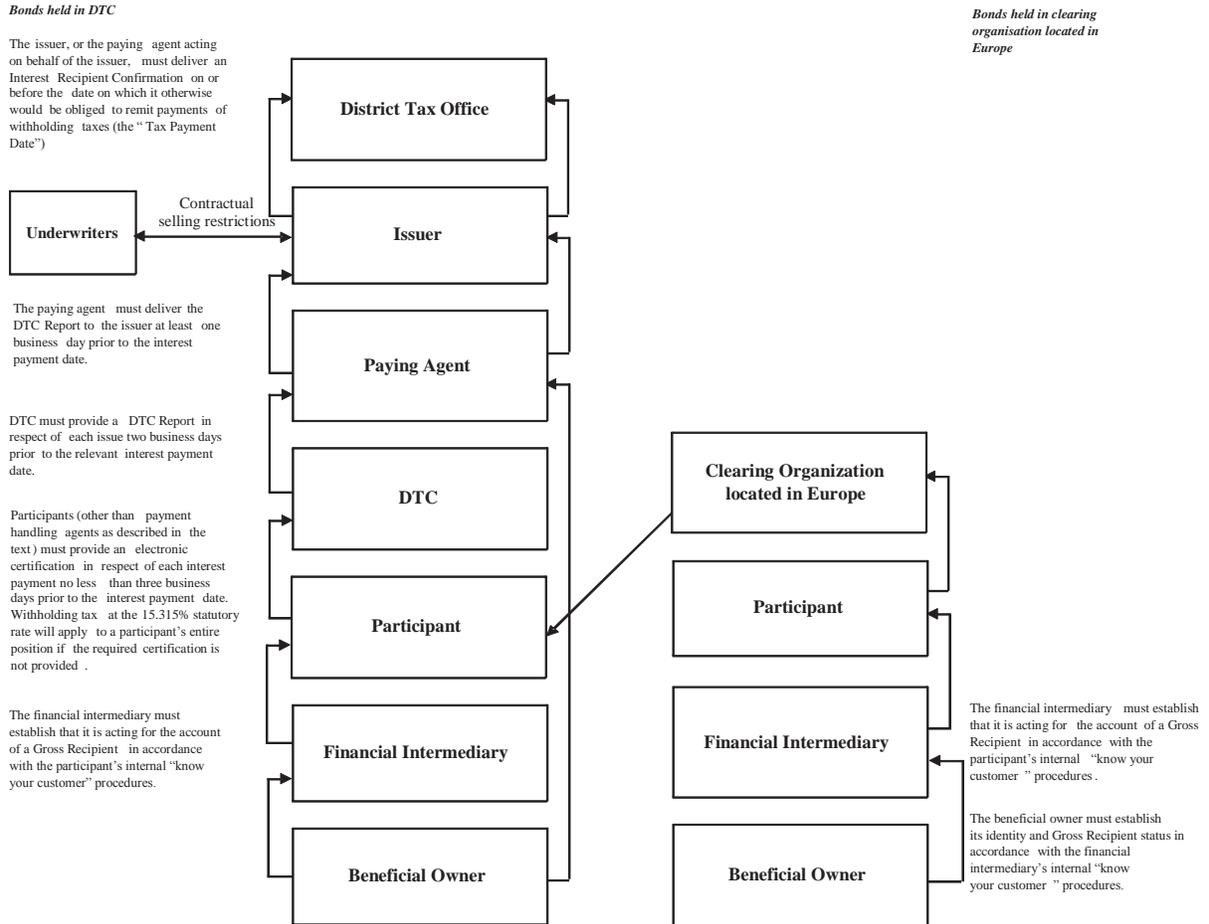 Bonds held in DTC
The issuer, or the paying agent acting
on behalf of the issuer, must deliver an
Interest Recipient Confirmation on or
before the date on which it otherwise
would be obliged to remit payments of
withholding taxes (the “ Tax Payment
Date”)
Bonds held in clearing
organisation located in
Europe
District Tax Office
Contractual
selling restrictions
Underwriters
Issuer
The paying agent must deliver the
DTC Report to the issuer at least one
business day prior to the interest
payment date.
Paying Agent
DTC must provide a DTC Report in
respect of each issue two business days
prior to the relevant interest payment
date.
DTC
Clearing Organization
located in Europe
Participants (other than payment
handling agents as described in the
text ) must provide an electronic
certification in respect of each interest
payment no less than three business
days prior to the interest payment date.
Withholding tax at the 15.315% statutory
rate will apply to a participant’s entire
position if the required certification is
not provided .
Participant
Participant
The financial intermediary must
establish that it is acting for the account
of a Gross Recipient in accordance
with the participant’s internal “know
your customer” procedures.
Financial Intermediary
Financial Intermediary
The financial intermediary must establish
that it is acting for the account of a Gross
Recipient in accordance with the
participant’s internal “know your
customer ” procedures .
Beneficial Owner
Beneficial Owner
The beneficial owner must establish
its identity and Gross Recipient status in
accordance with the financial
intermediary’s internal “know
your customer ” procedures.